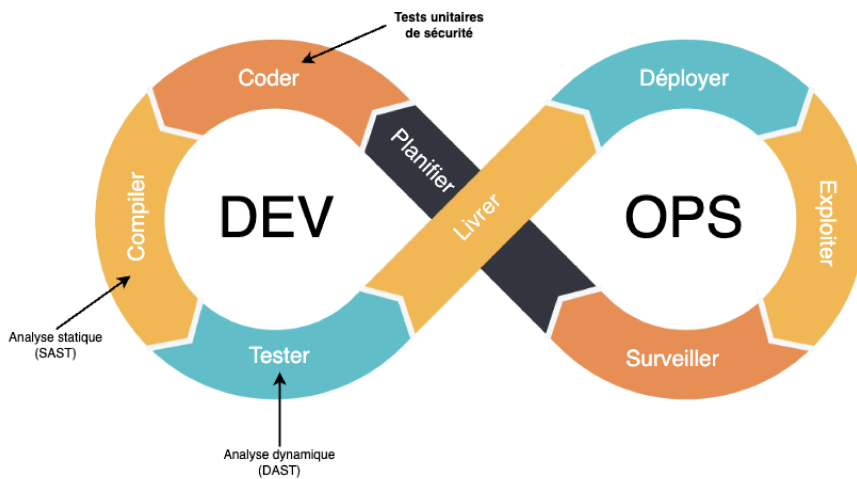 Tests unitaires
de sécurité
Coder
Déployer
Planifier
Compiler
DEV
Livrer
OPS
Exploiter
Analyse statique
(SAST)
Tester
Surveiller
Analyse dynamique
(DAST)